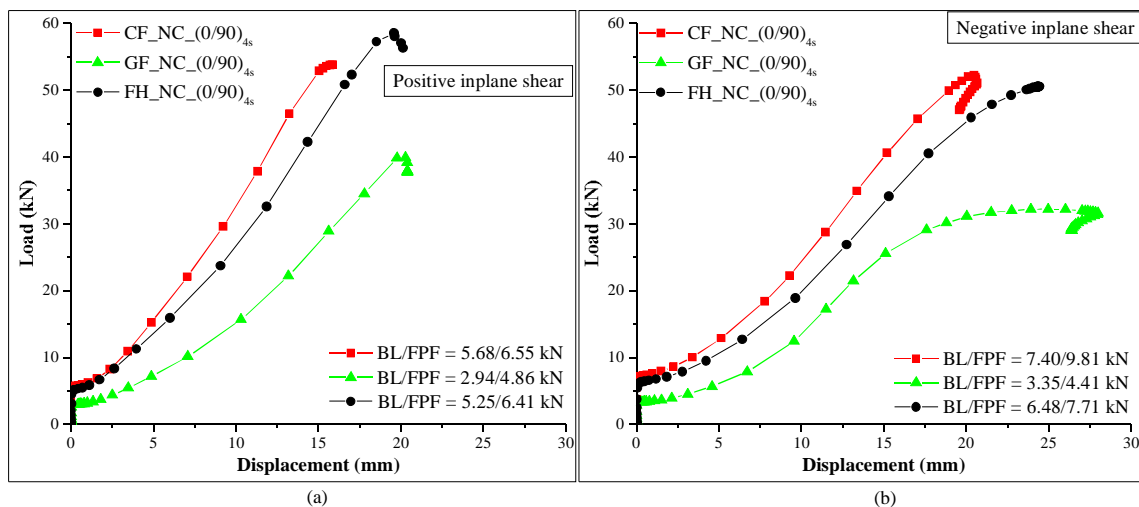 60
50
40
30
20
10
0
0 5 10 15 20 25 30
Load (kN)
Displacement (mm)
CF_NC_(0/90)4s
GF_NC_(0/90)4s
FH_NC_(0/90)4s
Positive inplane shear
BL/FPF = 5.68/6.55 kN
BL/FPF = 2.94/4.86 kN
BL/FPF = 5.25/6.41 kN
(a)
60
50
40
30
20
10
0
0 5 10 15 20 25 30
Load (kN)
Displacement (mm)
CF_NC_(0/90)4s
GF_NC_(0/90)4s
FH_NC_(0/90)4s
Negative inplane shear
BL/FPF = 7.40/9.81 kN
BL/FPF = 3.35/4.41 kN
BL/FPF = 6.48/7.71 kN
(b)